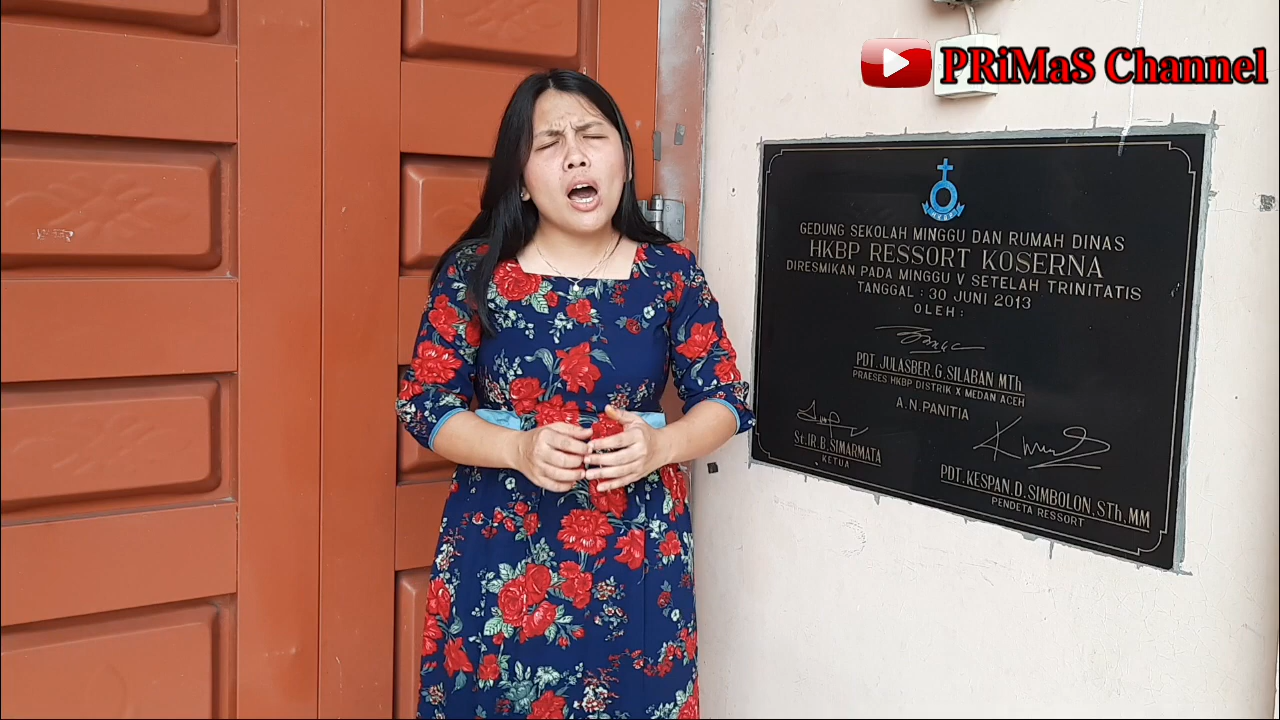 PRiMaS Channel
H.K.B.P
GEDUNG SEKOLAH MINGGU DAN RUMAH DINAS
HKBP RESSORT KOSERNA
DIRESMIKAN PADA MINGGU V SETELAH TRINITATIS
TANGGAL : 30 JUNI 2013
OLEH :
PDT. JULASBER.G.SILABAN MTh
PRAESES HKBP DISTRIK X MEDAN ACEH
A.N.PANITIA
St.IR.B.SIMARMATA
KETUA
PDT.KESPAN.D.SIMBOLON.STh,MM
PENDETA RESSORT